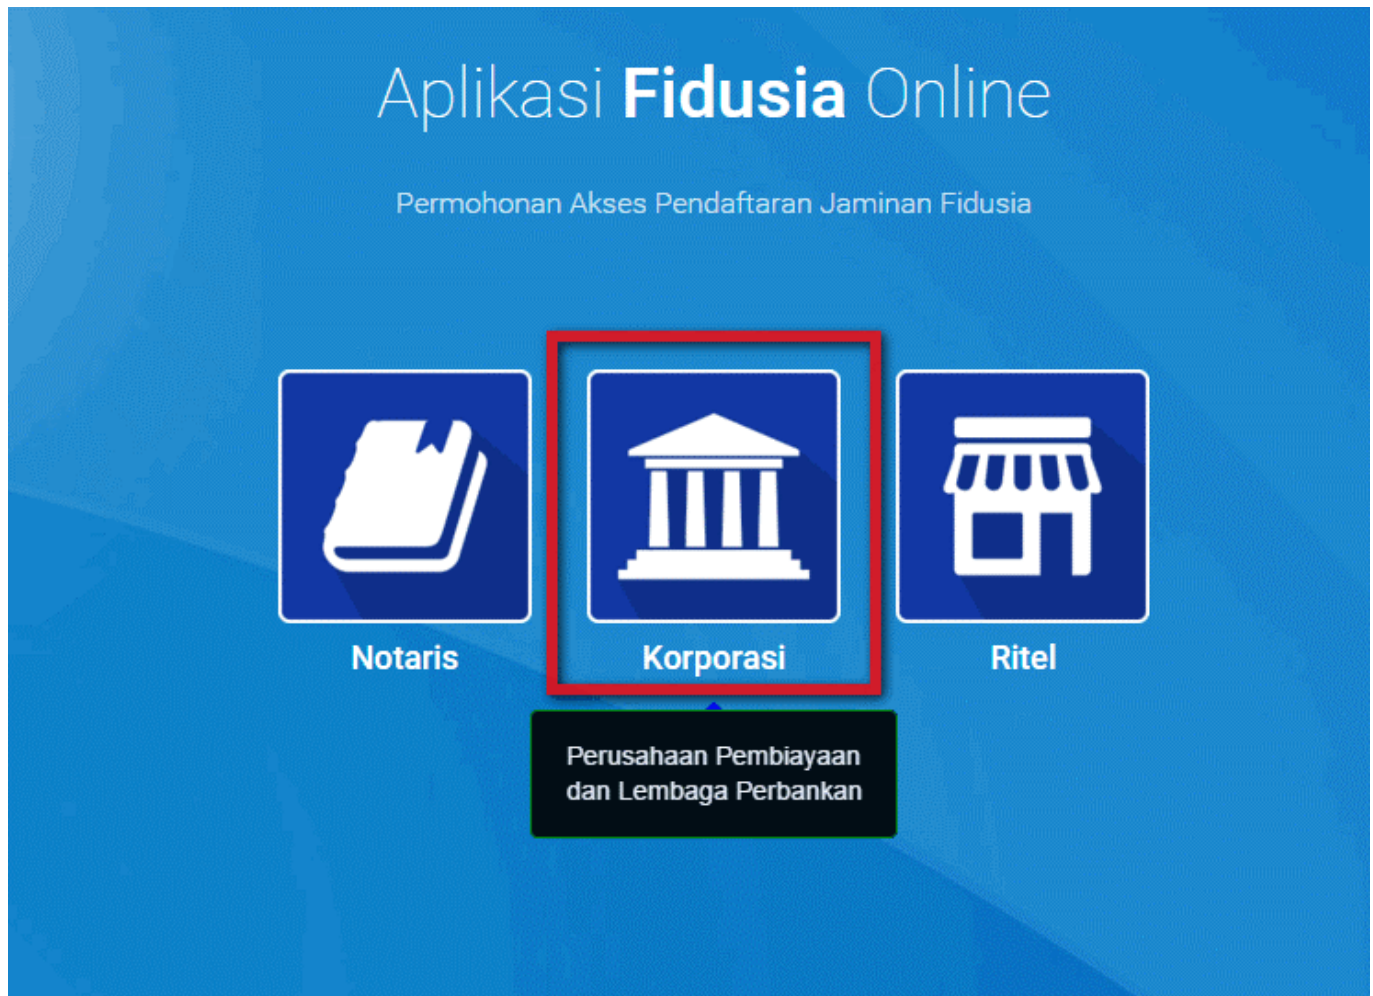 Aplikasi Fidusia Online
Permohonan Akses Pendaftaran Jaminan Fidusia
Notaris
Korporasi
Ritel
Perusahaan Pembiayaan
dan Lembaga Perbankan